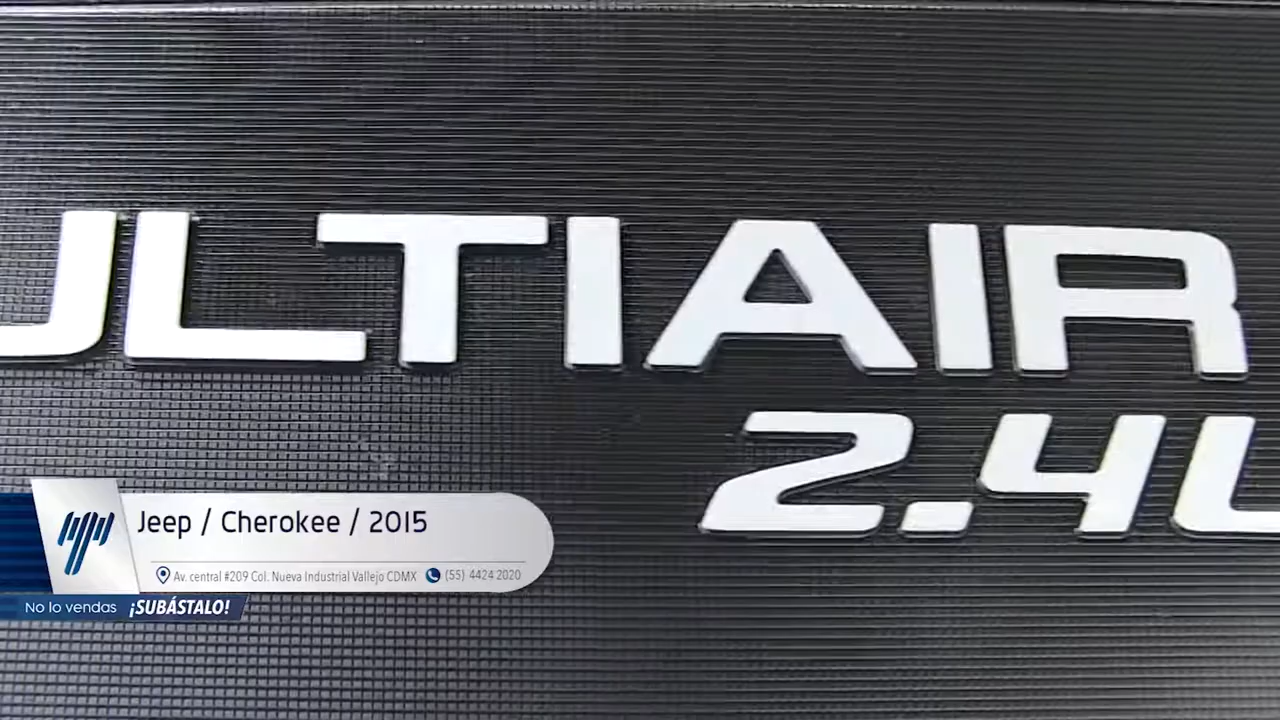 ULTIAIR
2.4L
Jeep / Cherokee / 2015
Av. central #209 Col. Nueva Industrial Vallejo CDMX (55) 4424 2020
No lo vendas ¡SUBÁSTALO!